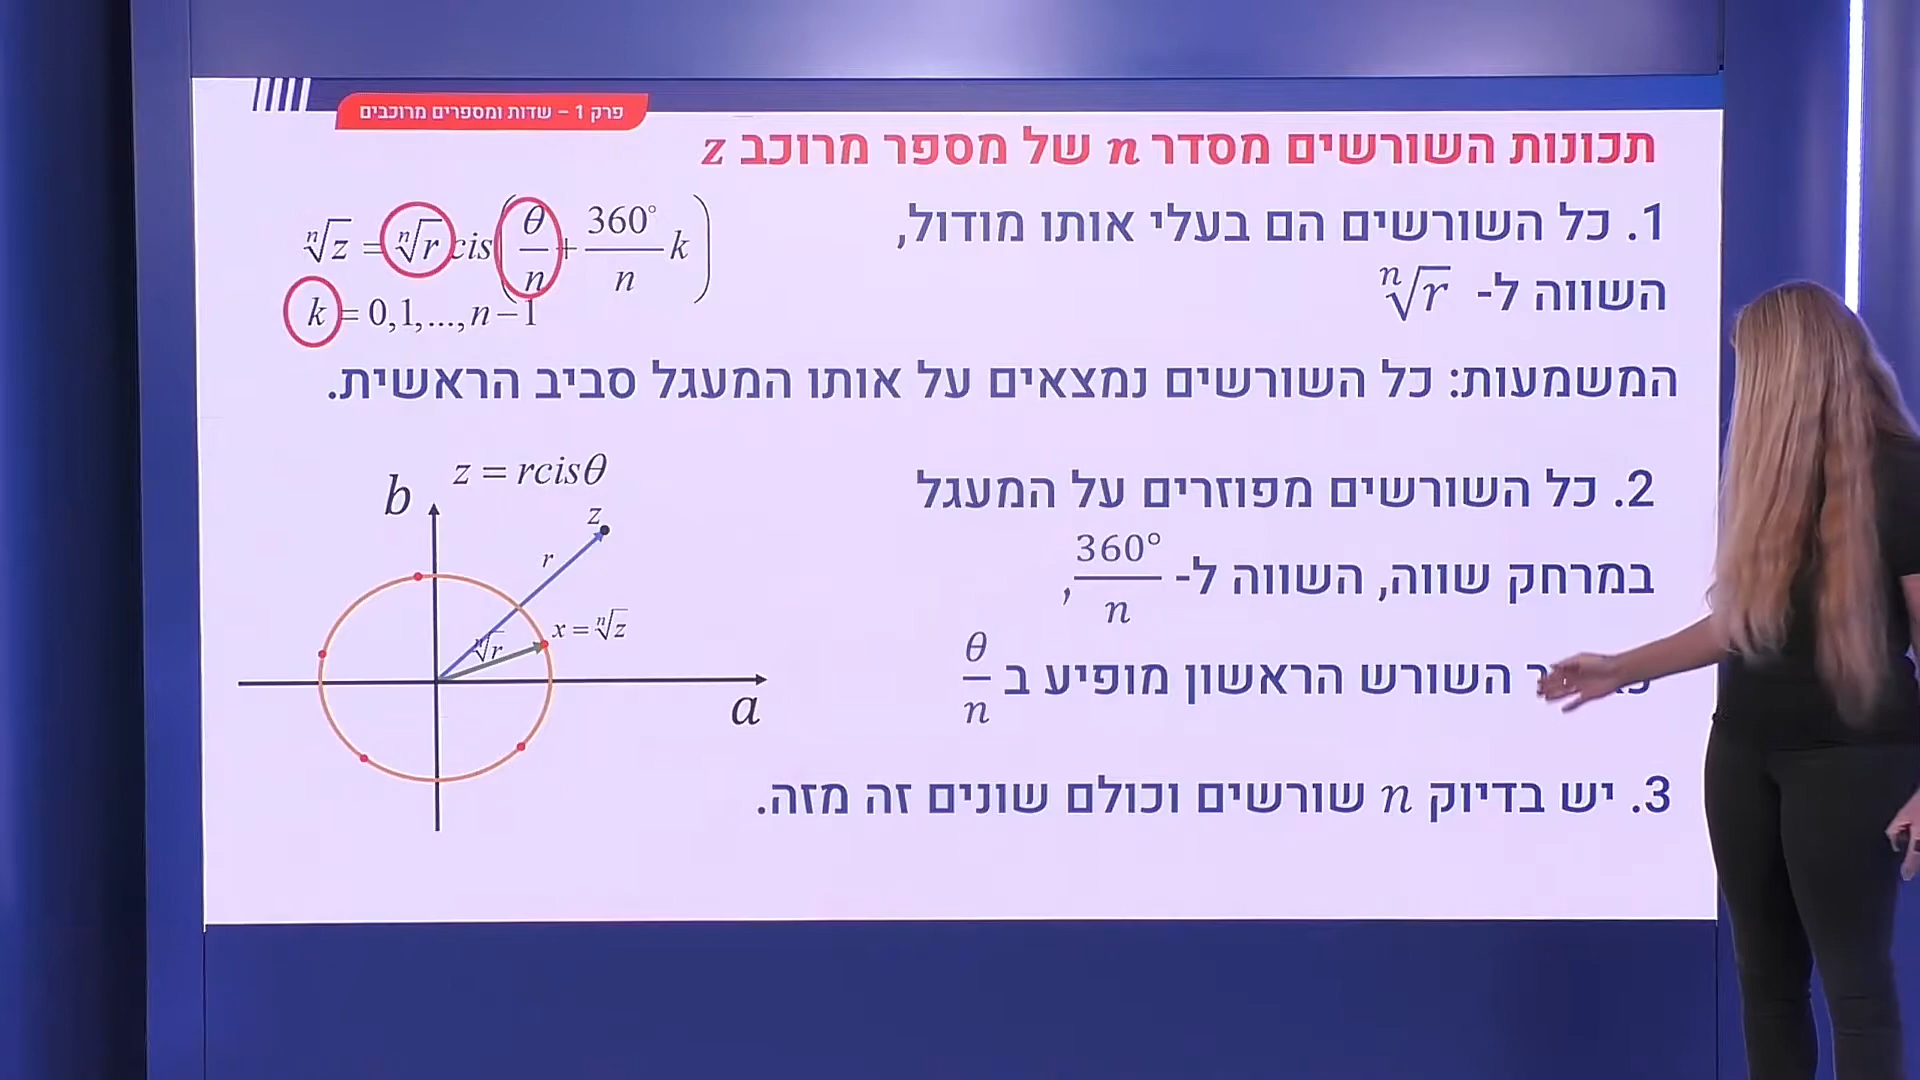 פרק 1 – שדות ומספרים מרוכבים
תכונות השורשים מסדר n של מספר מרוכב z
1. כל השורשים הם בעלי אותו מודול,
השווה ל- ⁿ√r
ⁿ√z = ⁿ√r cis(θ/n + 360°/n k)
k = 0,1,...,n−1
המשמעות: כל השורשים נמצאים על אותו המעגל סביב הראשית.
2. כל השורשים מפוזרים על המעגל
במרחק שווה, השווה ל- 360°/n,
השורש הראשון מופיע ב θ/n
3. יש בדיוק n שורשים וכולם שונים זה מזה.
z = rcisθ
b
z
r
x = ⁿ√z
ⁿ√r
a